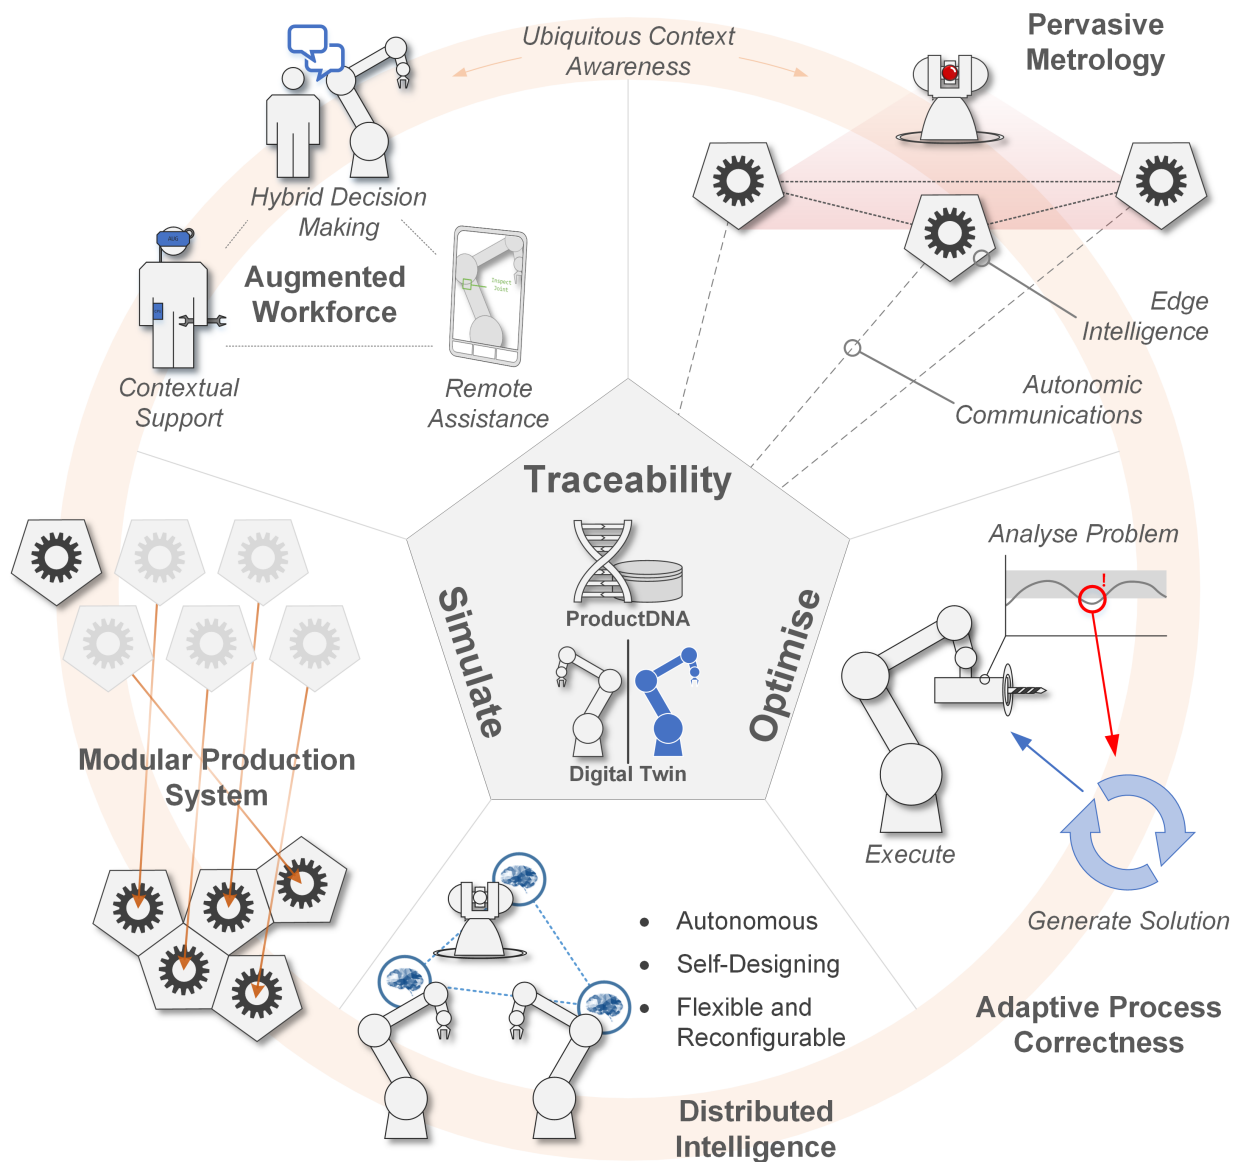 Ubiquitous Context
Awareness
Pervasive
Metrology
Hybrid Decision
Making
Augmented
Workforce
Inspect
Joint
Contextual
Support
Remote
Assistance
Edge
Intelligence
Autonomic
Communications
Traceability
ProductDNA
Simulate
Optimise
Digital Twin
Analyse Problem
!
Execute
Generate Solution
Adaptive Process
Correctness
Modular Production
System
• Autonomous
• Self-Designing
• Flexible and
Reconfigurable
Distributed
Intelligence